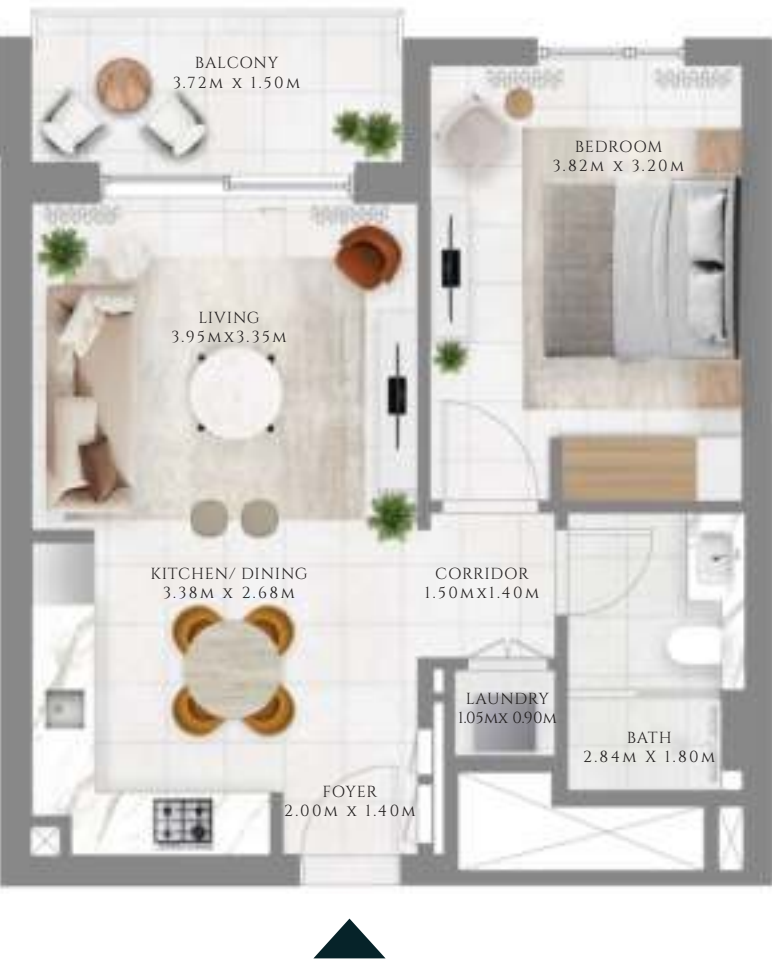 BALCONY
3.72M X 1.50M
BEDROOM
3.82M X 3.20M
LIVING
3.95MX3.35M
KITCHEN/ DINING
3.38M X 2.68M
CORRIDOR
1.50MX1.40M
LAUNDRY
1.05MX 0.90M
BATH
2.84M X 1.80M
FOYER
2.00M X 1.40M